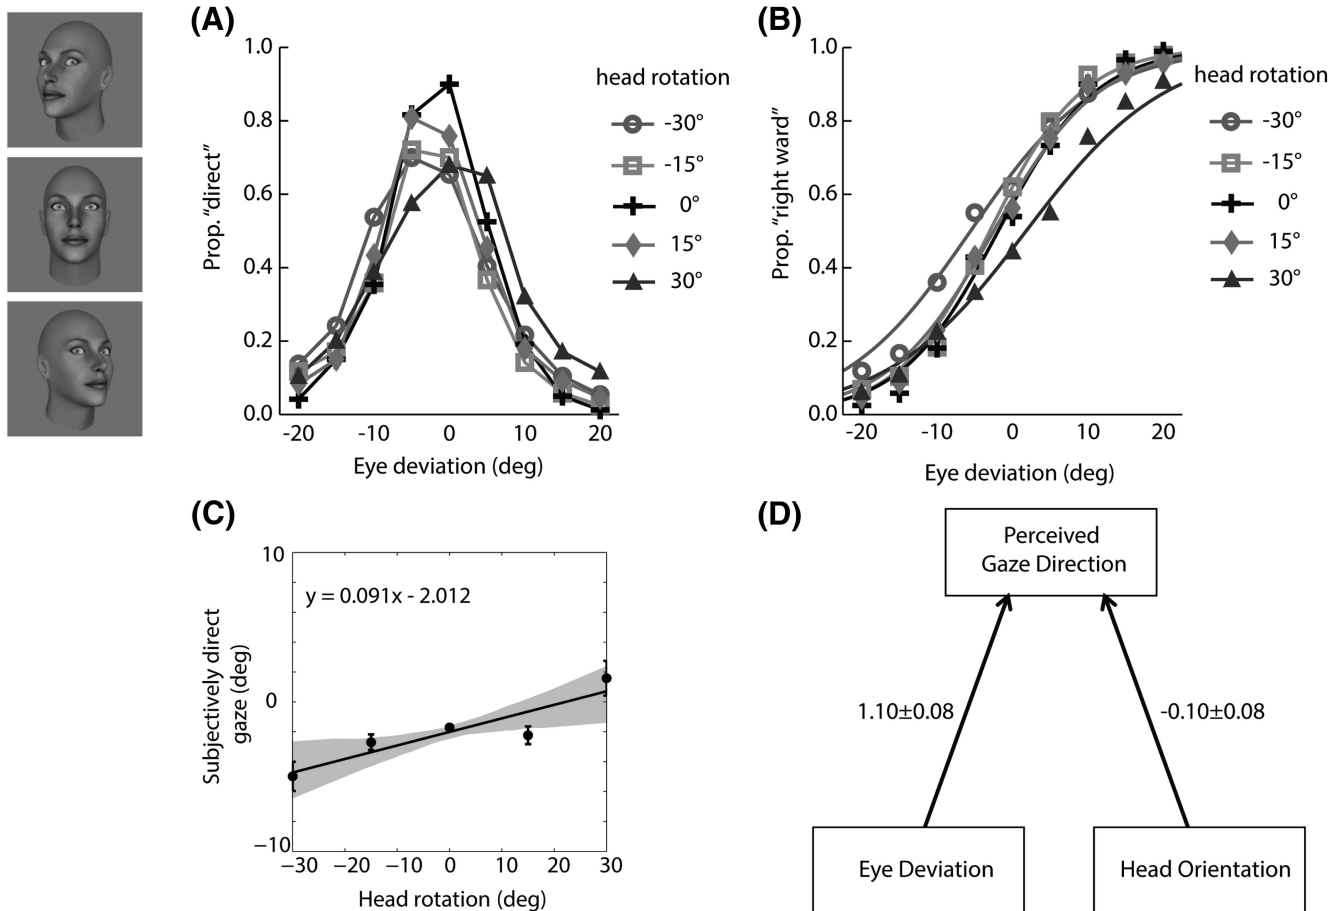 (A)
1.0
0.8
0.6
0.4
0.2
0.0
Prop. “direct”
-20
-10
0
10
20
Eye deviation (deg)
head rotation
-30°
-15°
0°
15°
30°
(B)
1.0
0.8
0.6
0.4
0.2
0.0
Prop. “right ward”
-20
-10
0
10
20
Eye deviation (deg)
head rotation
-30°
-15°
0°
15°
30°
(C)
10
0
−10
Subjectively direct
gaze (deg)
y = 0.091x - 2.012
−30
−20
−10
0
10
20
30
Head rotation (deg)
(D)
Perceived
Gaze Direction
1.10±0.08
-0.10±0.08
Eye Deviation
Head Orientation